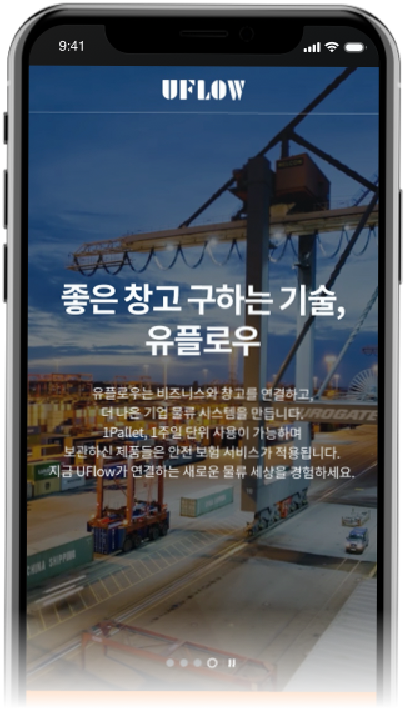 9:41
UFLOW
좋은 창고 구하는 기술,
유플로우
유플로우는 비즈니스와 창고를 연결하고,
더 나은 기업 물류 시스템을 만듭니다.
1Pallet, 1주일 단위 사용이 가능하며
보관하신 제품들은 안전 보험 서비스가 적용됩니다.
지금 UFlow가 연결하는 새로운 물류 세상을 경험하세요.
UROGATE
CHINA SHIPPING